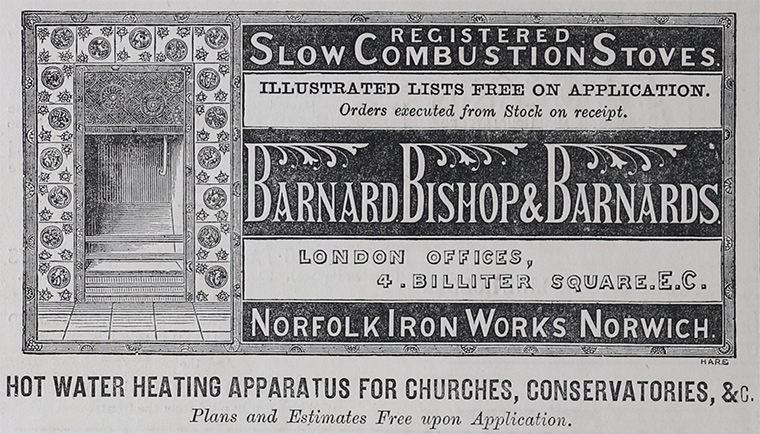 REGISTERED
SLOW COMBUSTION STOVES.
ILLUSTRATED LISTS FREE ON APPLICATION.
Orders executed from Stock on receipt.
BARNARD. BISHOP & BARNARDS
LONDON OFFICES,
4. BILLITER SQUARE. E.C.
NORFOLK IRON WORKS NORWICH.
HARE
HOT WATER HEATING APPARATUS FOR CHURCHES, CONSERVATORIES, &c.
Plans and Estimates Free upon Application.